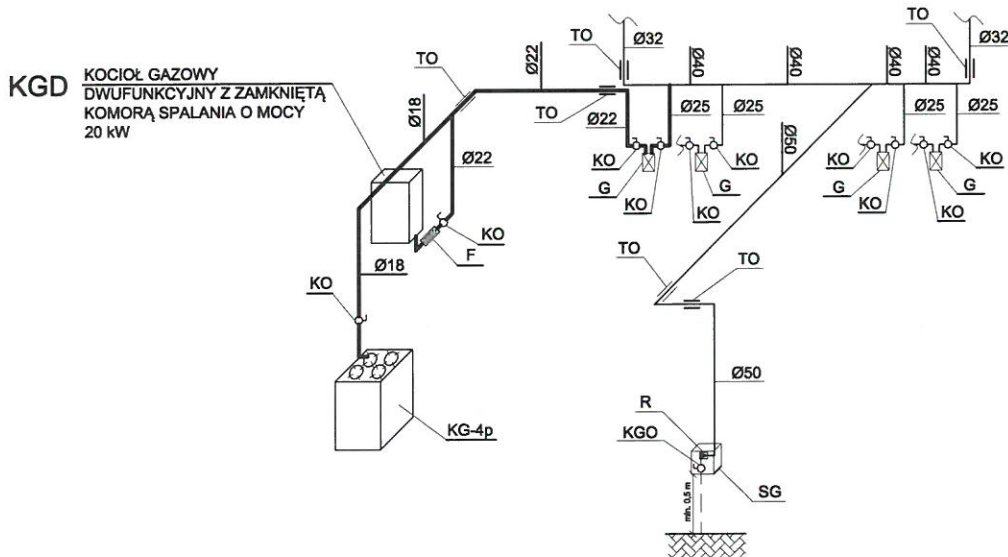 KGD
KOCIOŁ GAZOWY
DWUFUNKCYJNY Z ZAMKNIĘTĄ
KOMORĄ SPALANIA O MOCY
20 kW
TO
Ø22
TO
Ø32
Ø40
Ø40
Ø40
Ø40
TO
Ø32
Ø18
TO
Ø22
Ø25
Ø25
Ø25
Ø25
Ø22
Ø50
KO
KO
KO
KO
KO
KO
G
G
G
G
KO
KO
KO
KO
F
Ø18
KO
TO
TO
Ø50
KG-4p
R
KGO
SG
min. 0,5 m